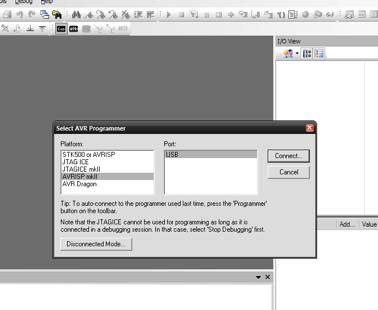 Debug Help
I/O View
Select AVR Programmer
Platform:
Port:
STK500 or AVRISP
JTAG ICE
JTAGICE mkII
AVRISP mkII
AVR Dragon
USB
Connect...
Cancel
Tip: To auto-connect to the programmer used last time, press the 'Programmer'
button on the toolbar.
Note that the JTAGICE cannot be used for programming as long as it is
connected in a debugging session. In that case, select 'Stop Debugging' first.
Disconnected Mode...
Add... Value